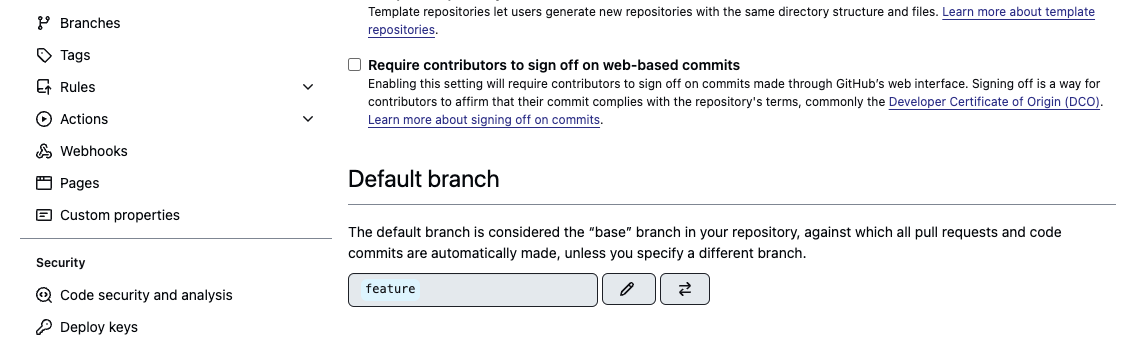 Branches
Tags
Rules
Actions
Webhooks
Pages
Custom properties
Security
Code security and analysis
Deploy keys
Template repositories let users generate new repositories with the same directory structure and files. Learn more about template
repositories.
Require contributors to sign off on web-based commits
Enabling this setting will require contributors to sign off on commits made through GitHub's web interface. Signing off is a way for
contributors to affirm that their commit complies with the repository's terms, commonly the Developer Certificate of Origin (DCO).
Learn more about signing off on commits.
Default branch
The default branch is considered the “base” branch in your repository, against which all pull requests and code
commits are automatically made, unless you specify a different branch.
feature